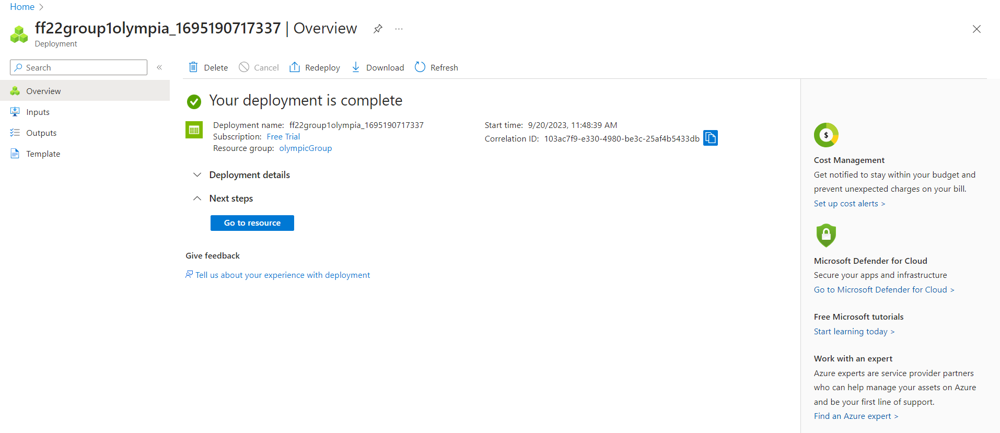 Home >
ff22group1olympia_1695190717337 | Overview ...
Deployment
Search «
Overview
Inputs
Outputs
Template
Delete Cancel Redeploy Download Refresh
Your deployment is complete
Deployment name: ff22group1olympia_1695190717337
Subscription: Free Trial
Resource group: olympicGroup
Start time: 9/20/2023, 11:48:39 AM
Correlation ID: 103ac7f9-e330-4980-be3c-25af4b5433db
Deployment details
Next steps
Go to resource
Give feedback
Tell us about your experience with deployment
$
Cost Management
Get notified to stay within your budget and
prevent unexpected charges on your bill.
Set up cost alerts >
Microsoft Defender for Cloud
Secure your apps and infrastructure
Go to Microsoft Defender for Cloud >
Free Microsoft tutorials
Start learning today >
Work with an expert
Azure experts are service provider partners
who can help manage your assets on Azure
and be your first line of support.
Find an Azure expert >